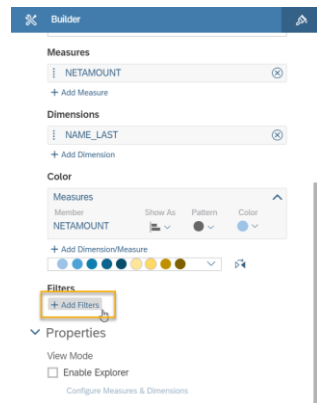 Builder
Measures
NETAMOUNT
+ Add Measure
Dimensions
NAME_LAST
+ Add Dimension
Color
Measures
Member Show As Pattern Color
NETAMOUNT
+ Add Dimension/Measure
Filters
+ Add Filters
Properties
View Mode
Enable Explorer
Configure Measures & Dimensions